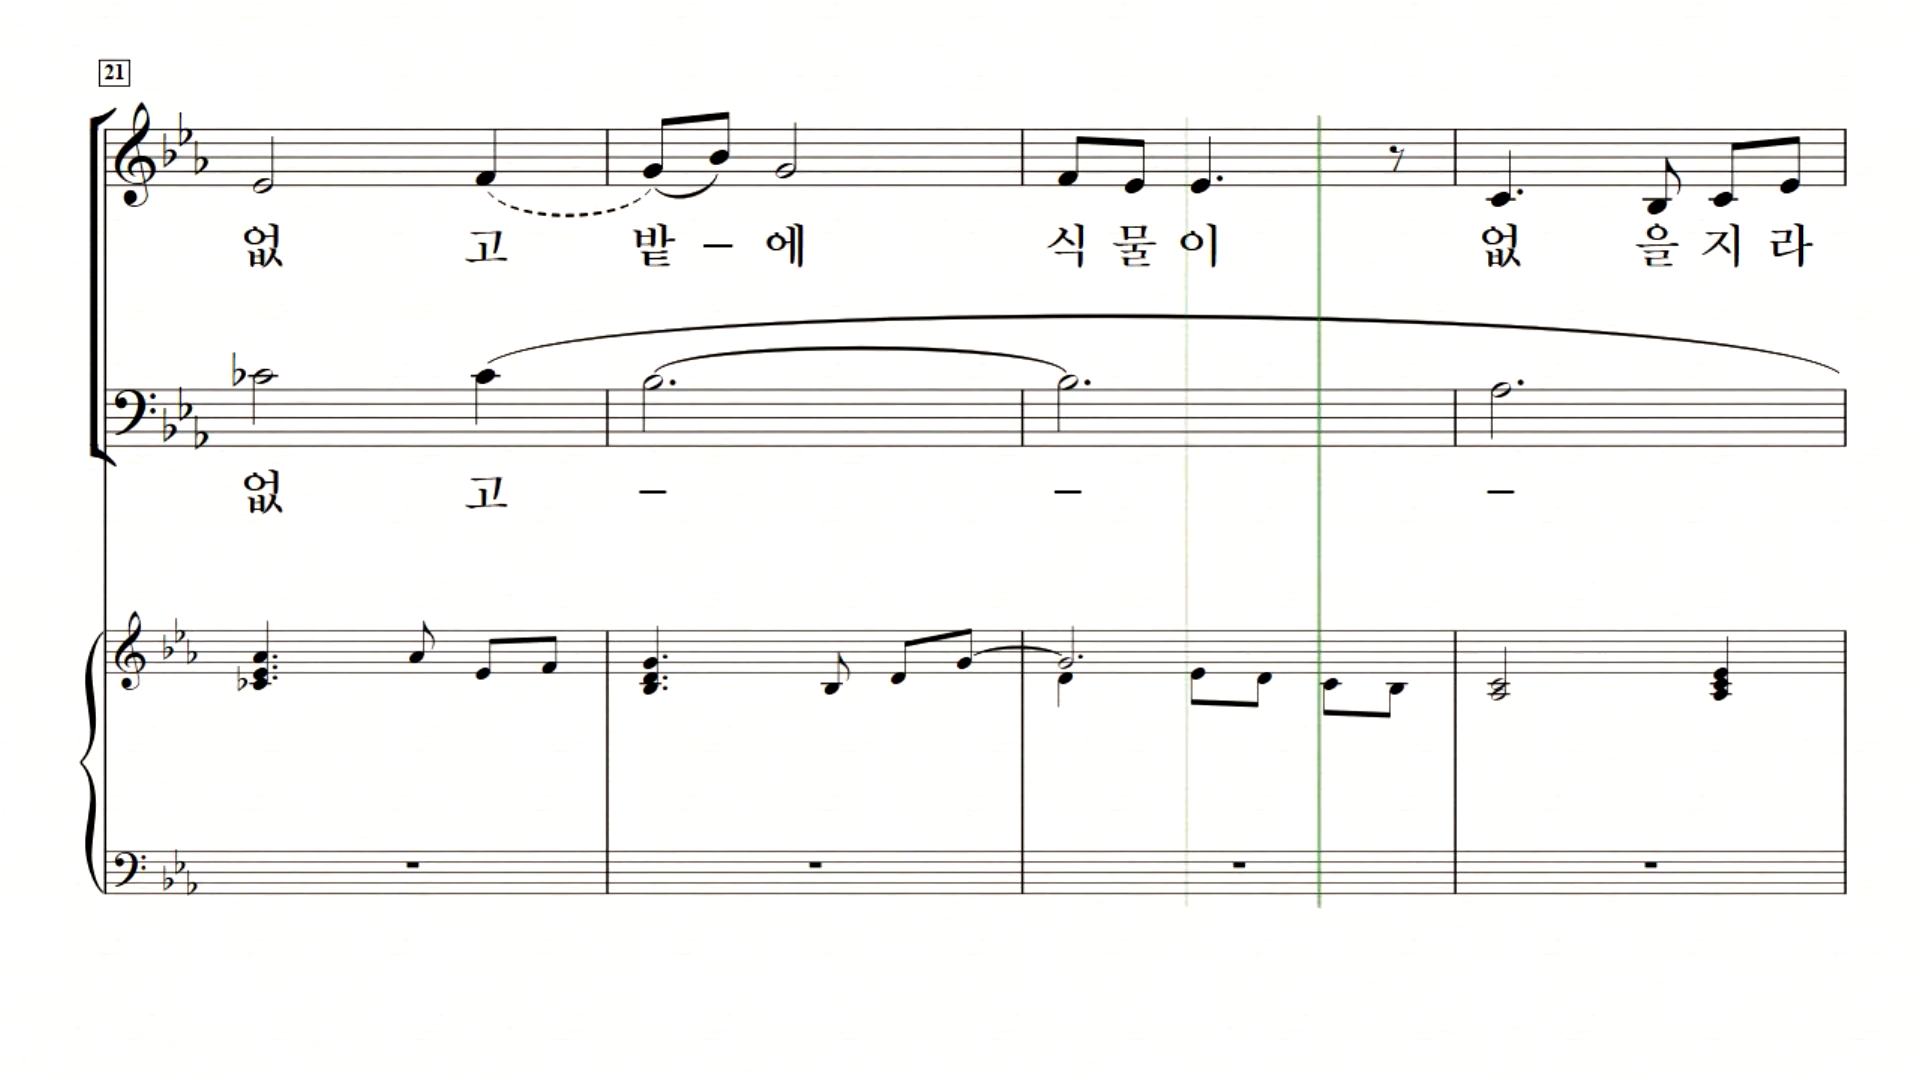 21
없 고 밭 – 에 식 물 이 없 을 지 라
없 고 – – –